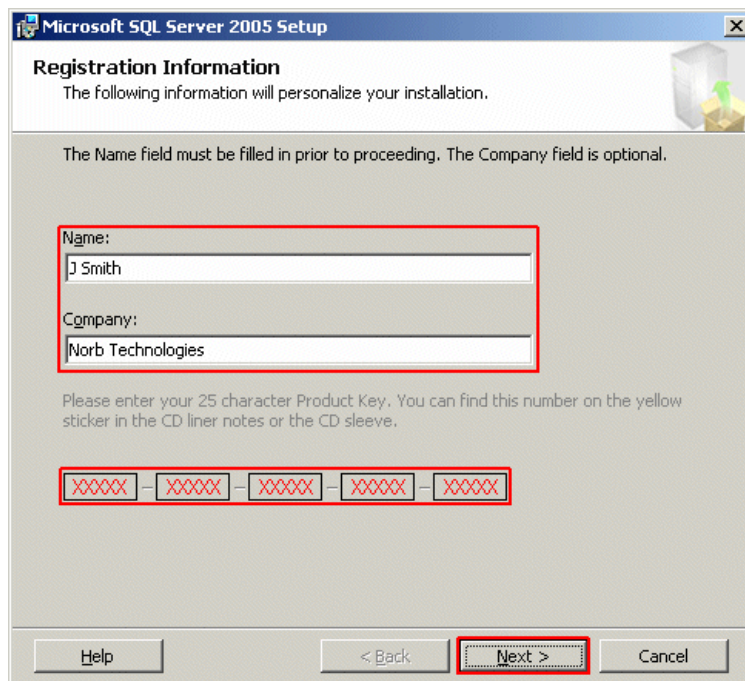 Microsoft SQL Server 2005 Setup
Registration Information
The following information will personalize your installation.
The Name field must be filled in prior to proceeding. The Company field is optional.
Name:
J Smith
Company:
Norb Technologies
Please enter your 25 character Product Key. You can find this number on the yellow
sticker in the CD liner notes or the CD sleeve.
XXXXX - XXXXX - XXXXX - XXXXX - XXXXX
Help < Back Next > Cancel